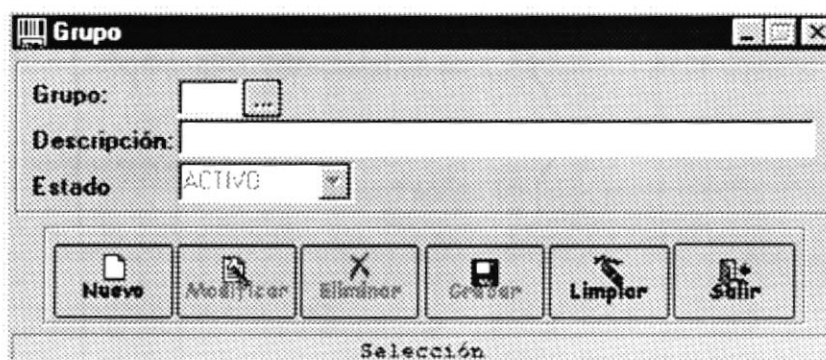 Grupo
Grupo: ...
Descripción:
Estado ACTIVO
Nuevo Modificar Eliminar Grabar Limpiar Salir
Selección